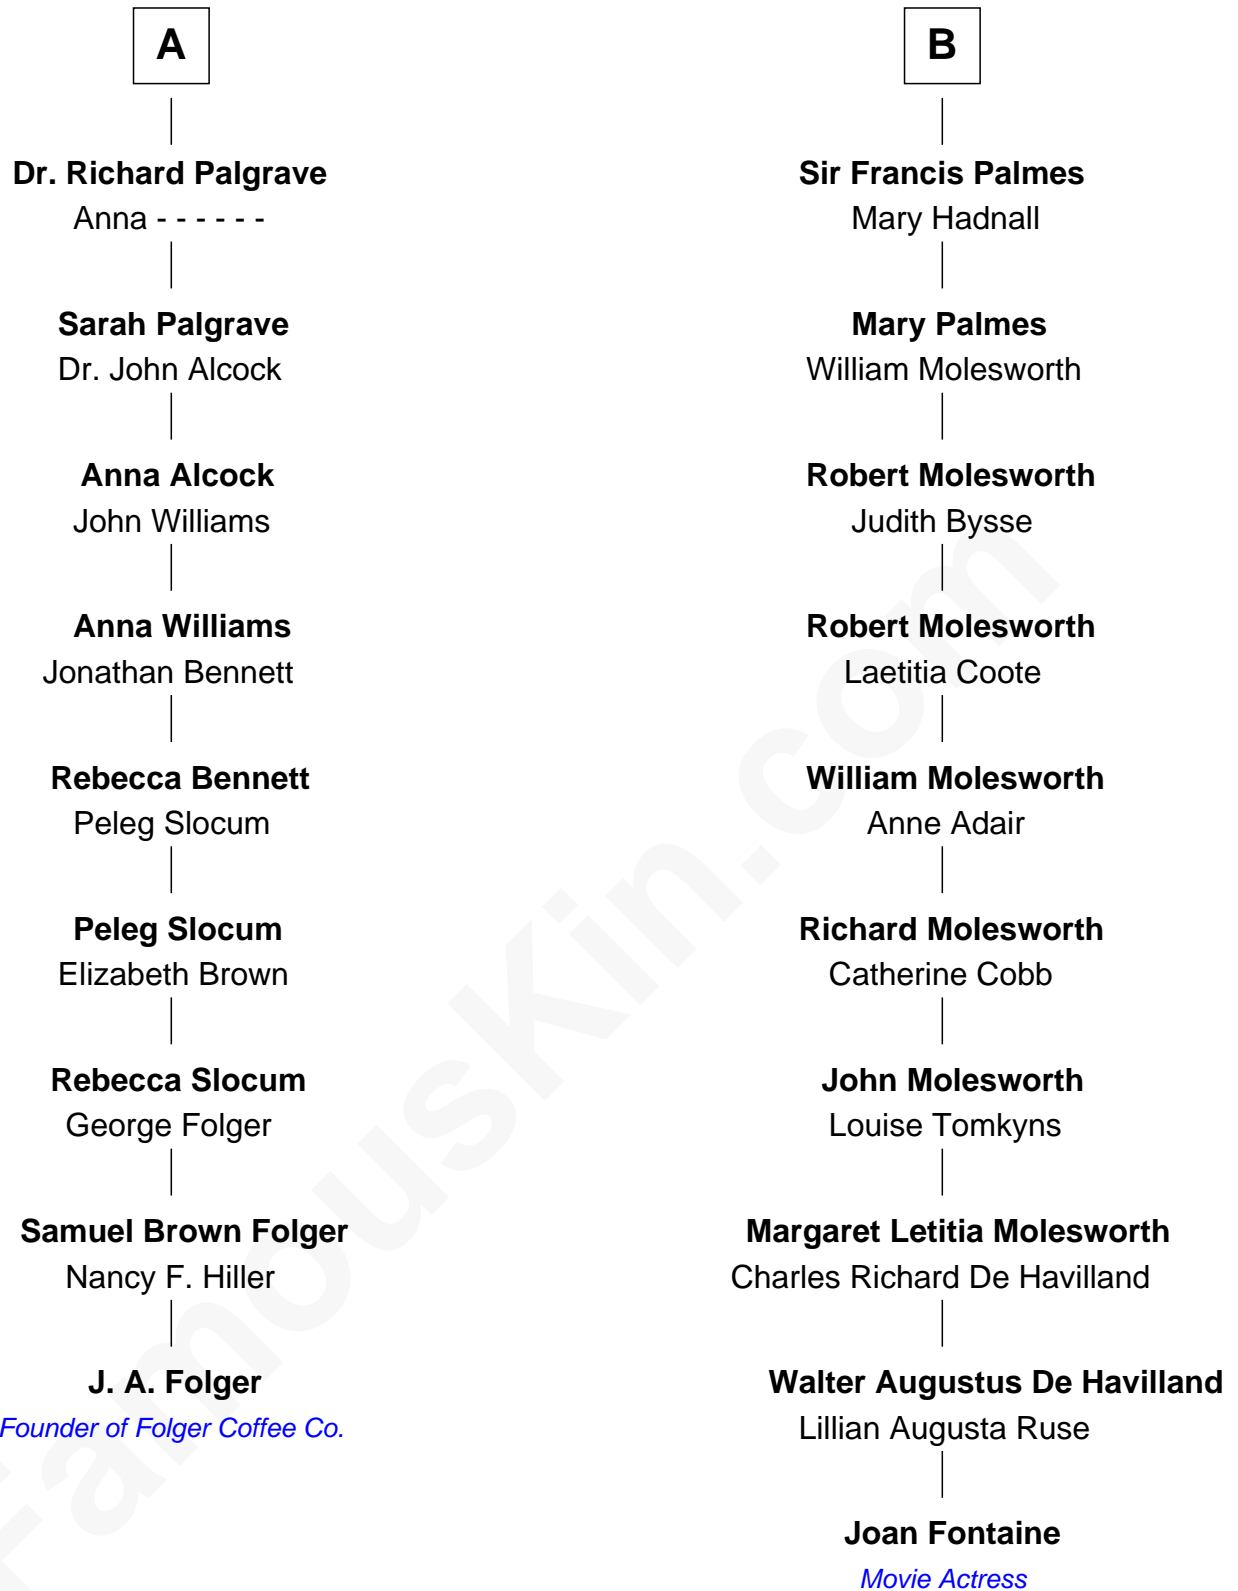 A
Dr. Richard Palgrave
Anna - - - - - -
Sarah Palgrave
Dr. John Alcock
Anna Alcock
John Williams
Anna Williams
Jonathan Bennett
Rebecca Bennett
Peleg Slocum
Peleg Slocum
Elizabeth Brown
Rebecca Slocum
George Folger
Samuel Brown Folger
Nancy F. Hiller
J. A. Folger
Founder of Folger Coffee Co.
B
Sir Francis Palmes
Mary Hadnall
Mary Palmes
William Molesworth
Robert Molesworth
Judith Bysse
Robert Molesworth
Laetitia Coote
William Molesworth
Anne Adair
Richard Molesworth
Catherine Cobb
John Molesworth
Louise Tomkyns
Margaret Letitia Molesworth
Charles Richard De Havilland
Walter Augustus De Havilland
Lillian Augusta Ruse
Joan Fontaine
Movie Actress
FamousKin.com